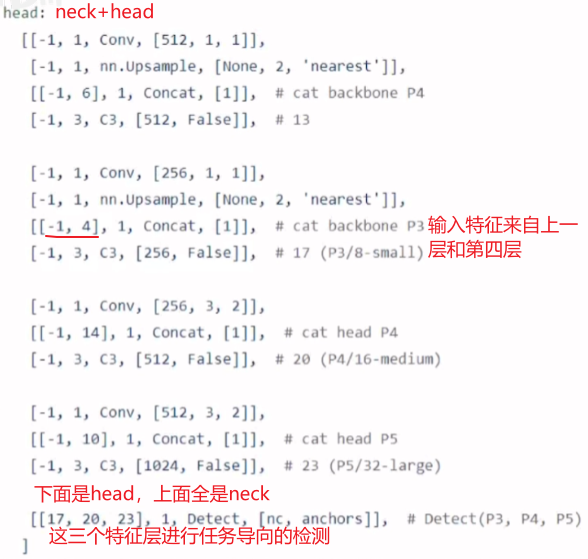 head: neck+head
[[-1, 1, Conv, [512, 1, 1]],
[-1, 1, nn.Upsample, [None, 2, 'nearest']],
[[-1, 6], 1, Concat, [1]],  # cat backbone P4
[-1, 3, C3, [512, False]],  # 13
[-1, 1, Conv, [256, 1, 1]],
[-1, 1, nn.Upsample, [None, 2, 'nearest']],
[[-1, 4], 1, Concat, [1]],  # cat backbone P3 输入特征来自上一
[-1, 3, C3, [256, False]],  # 17 (P3/8-small) 层和第四层
[-1, 1, Conv, [256, 3, 2]],
[[-1, 14], 1, Concat, [1]],  # cat head P4
[-1, 3, C3, [512, False]],  # 20 (P4/16-medium)
[-1, 1, Conv, [512, 3, 2]],
[[-1, 10], 1, Concat, [1]],  # cat head P5
[-1, 3, C3, [1024, False]],  # 23 (P5/32-large)
下面是head，上面全是neck
[[17, 20, 23], 1, Detect, [nc, anchors]],  # Detect(P3, P4, P5)
这三个特征层进行任务导向的检测
]